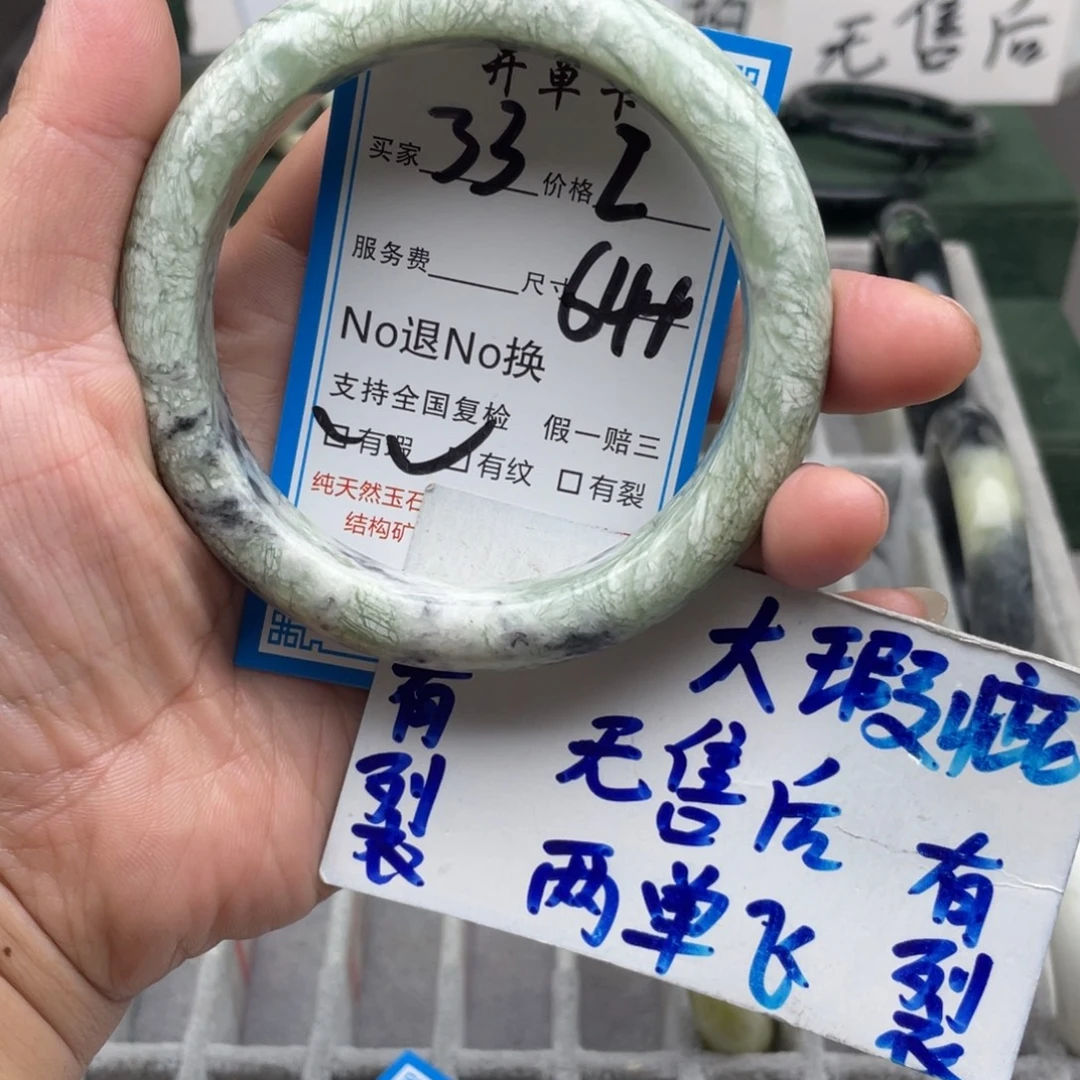 无售后
开单卡
买家 33 价格 Z
服务费 尺寸 64H
No退No换
支持全国复检 假一赔三
有瑕 有纹 有裂
纯天然玉石
结构矿
大瑕疵
无售后
两单飞
有裂
有裂